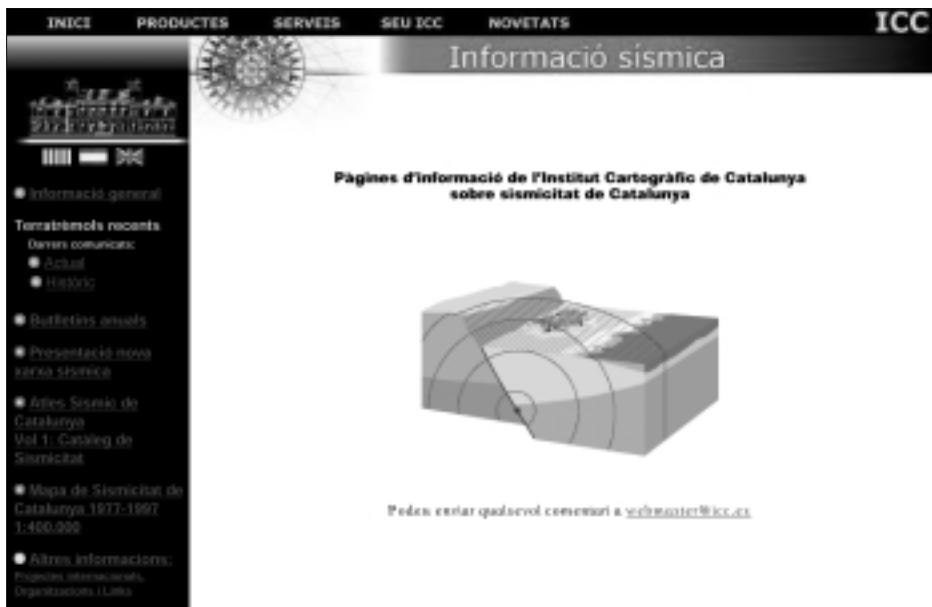 INICI PRODUCTES SERVEIS SEU ICC NOVETATS ICC
Informació sísmica
Informació general
Terratrèmols recents
Darrers comunicats:
Actual
Històric
Butlletins anuals
Presentació nova
xarxa sísmica
Atles Sísmic de
Catalunya
Vol 1: Catàleg de
Sismicitat
Mapa de Sismicitat de
Catalunya 1977-1997
1:400.000
Altres informacions:
Projectes internacionals,
Organitzacions i Links
Pàgines d'informació de l'Institut Cartogràfic de Catalunya
sobre sismicitat de Catalunya
Podeu enviar qualsevol comentari a webmaster@icc.es